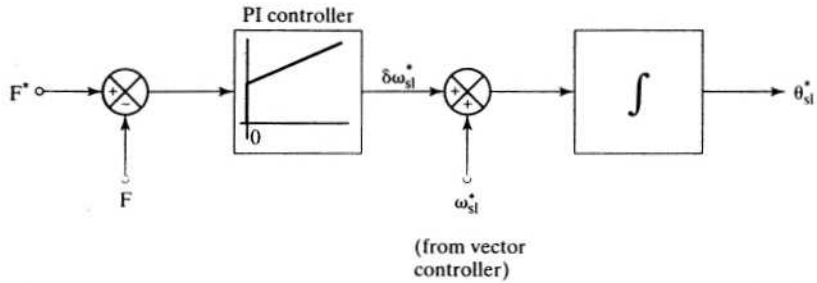 PI controller
F* + − 0 δω*sl + + ∫ θ*sl
F
ω*sl
(from vector
controller)